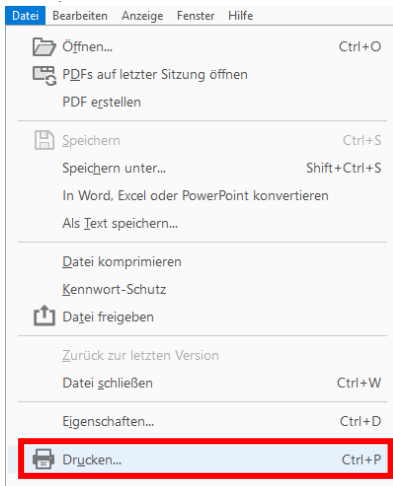 Datei Bearbeiten Anzeige Fenster Hilfe
Öffnen... Ctrl+O
PDFs auf letzter Sitzung öffnen
PDF erstellen
Speichern Ctrl+S
Speichern unter... Shift+Ctrl+S
In Word, Excel oder PowerPoint konvertieren
Als Text speichern...
Datei komprimieren
Kennwort-Schutz
Datei freigeben
Zurück zur letzten Version
Datei schließen Ctrl+W
Eigenschaften... Ctrl+D
Drucken... Ctrl+P